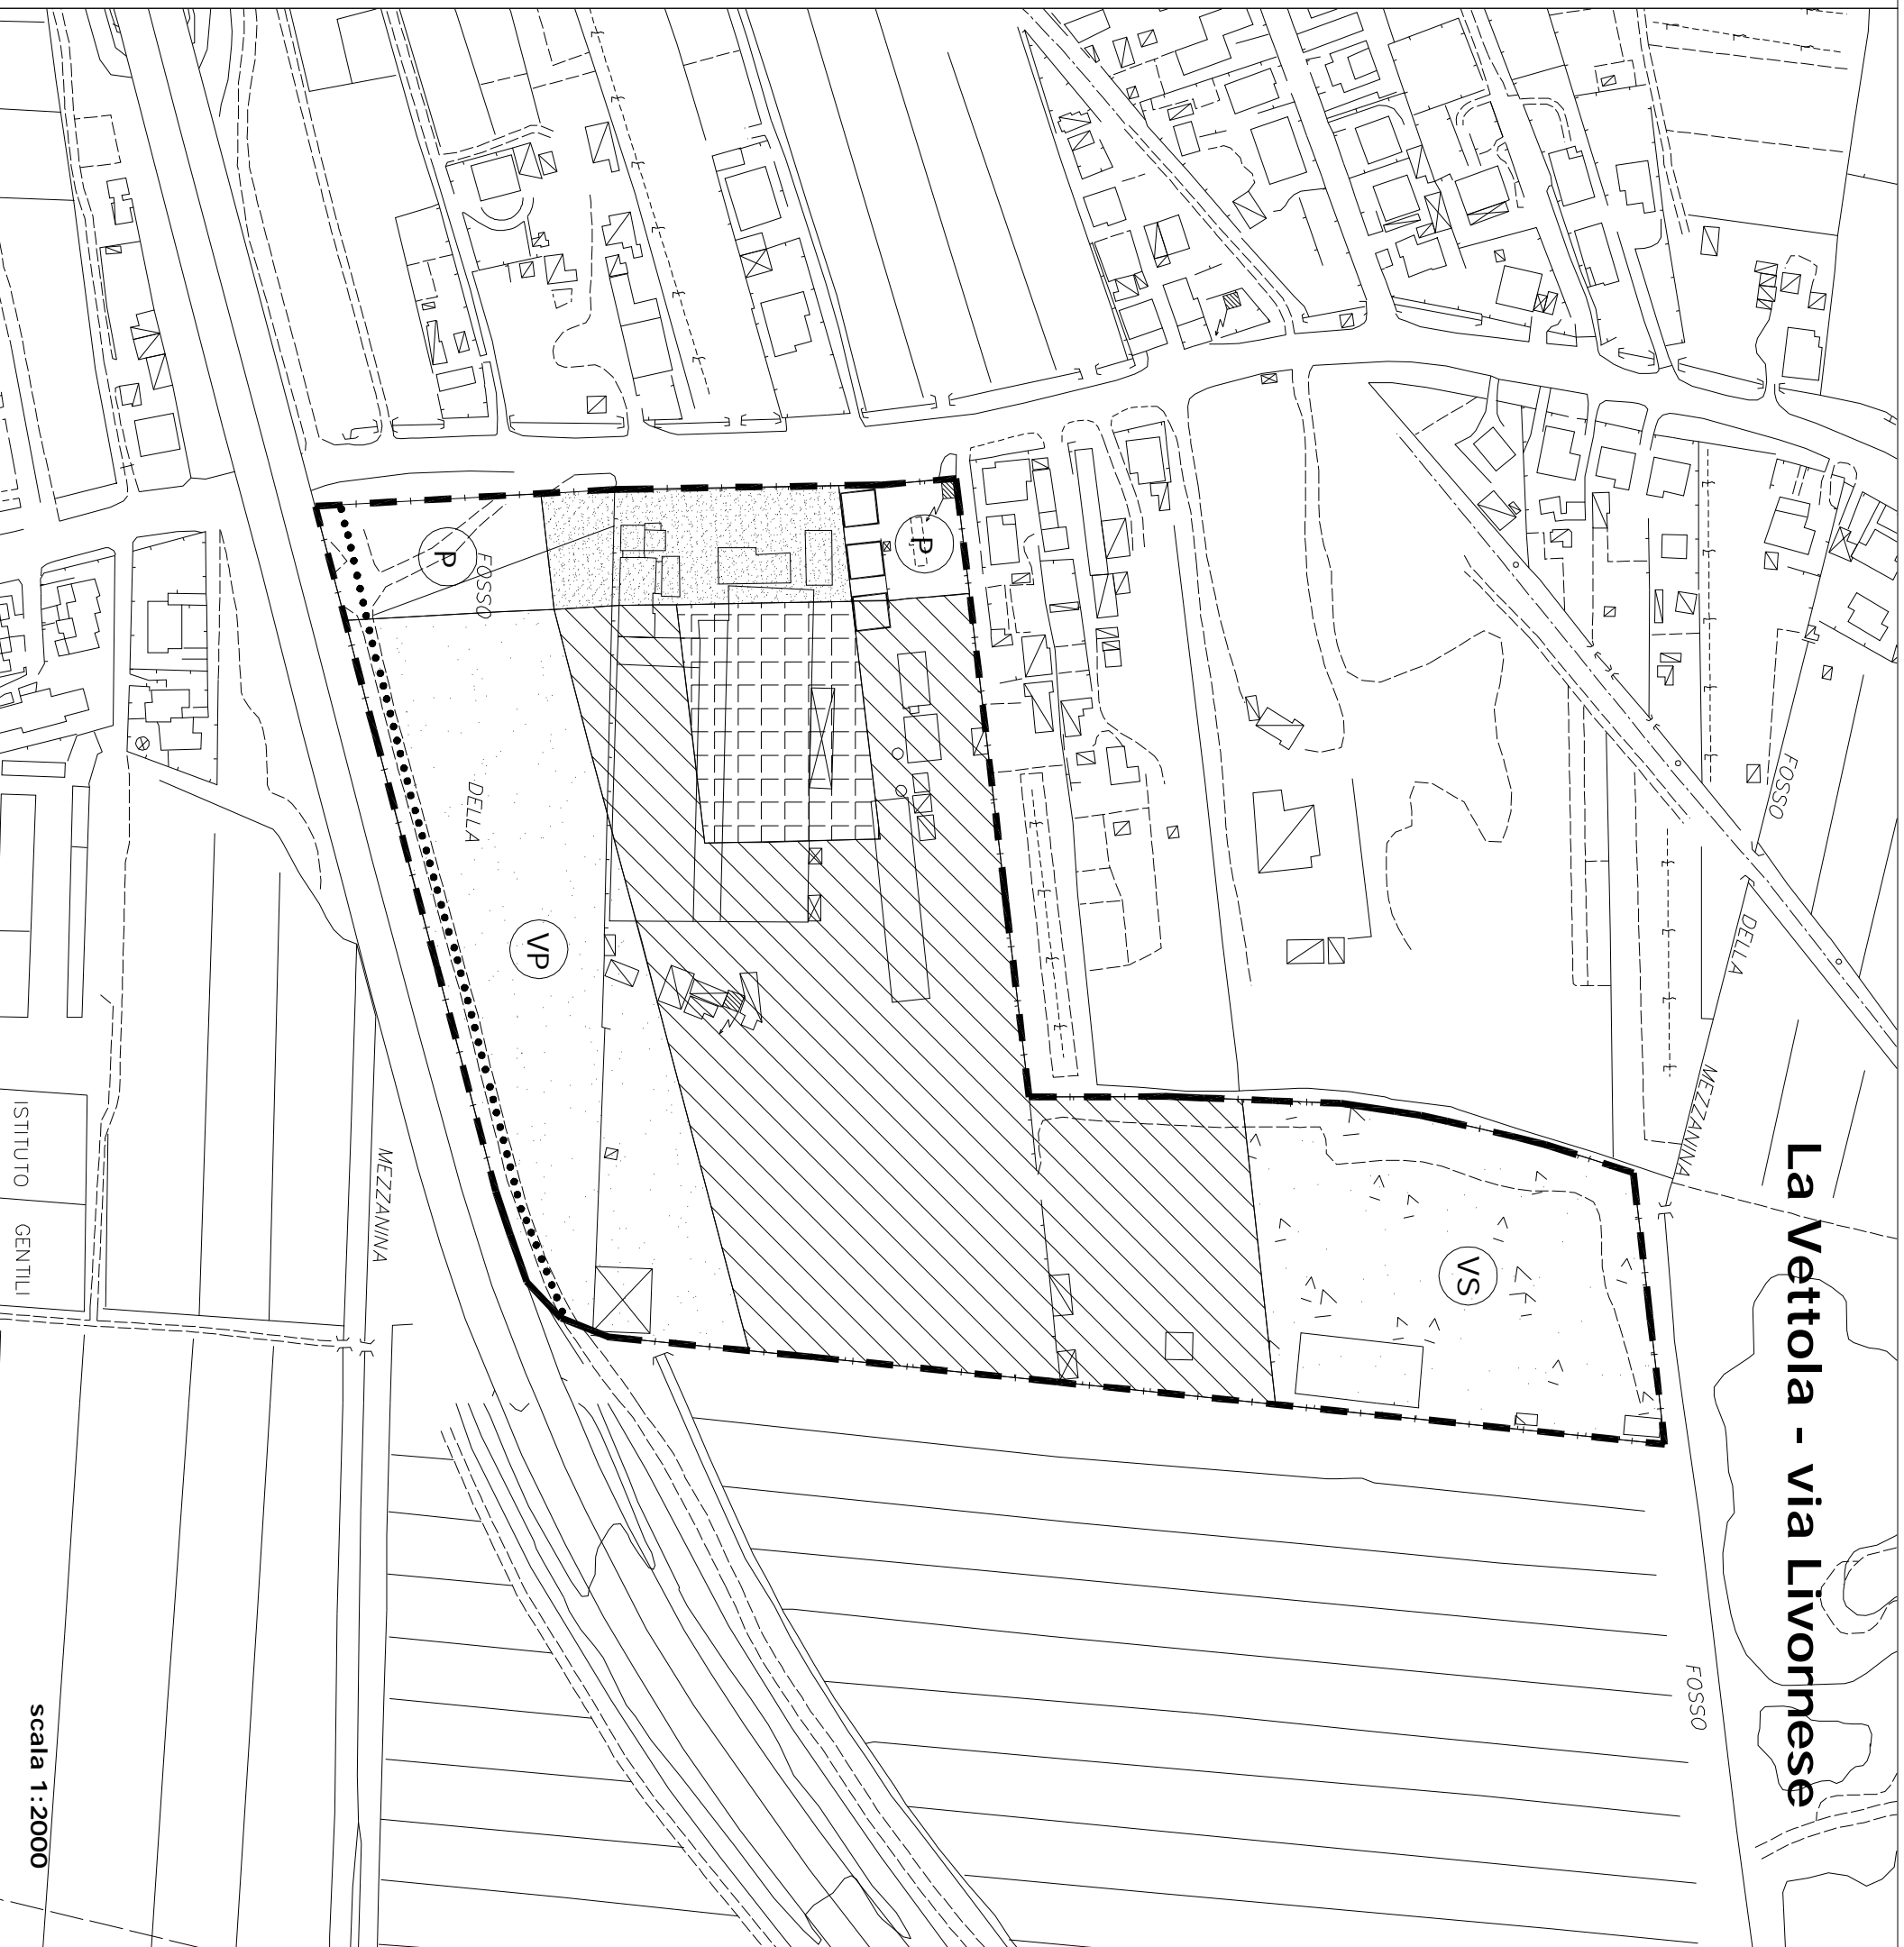 La Vettola - via Livornese
FOSSO
DELLA
MEZZANINA
FOSSO
VS
P
P
FOSSO
DELLA
VP
MEZZANINA
ISTITUTO GENTILI
scala 1:2000